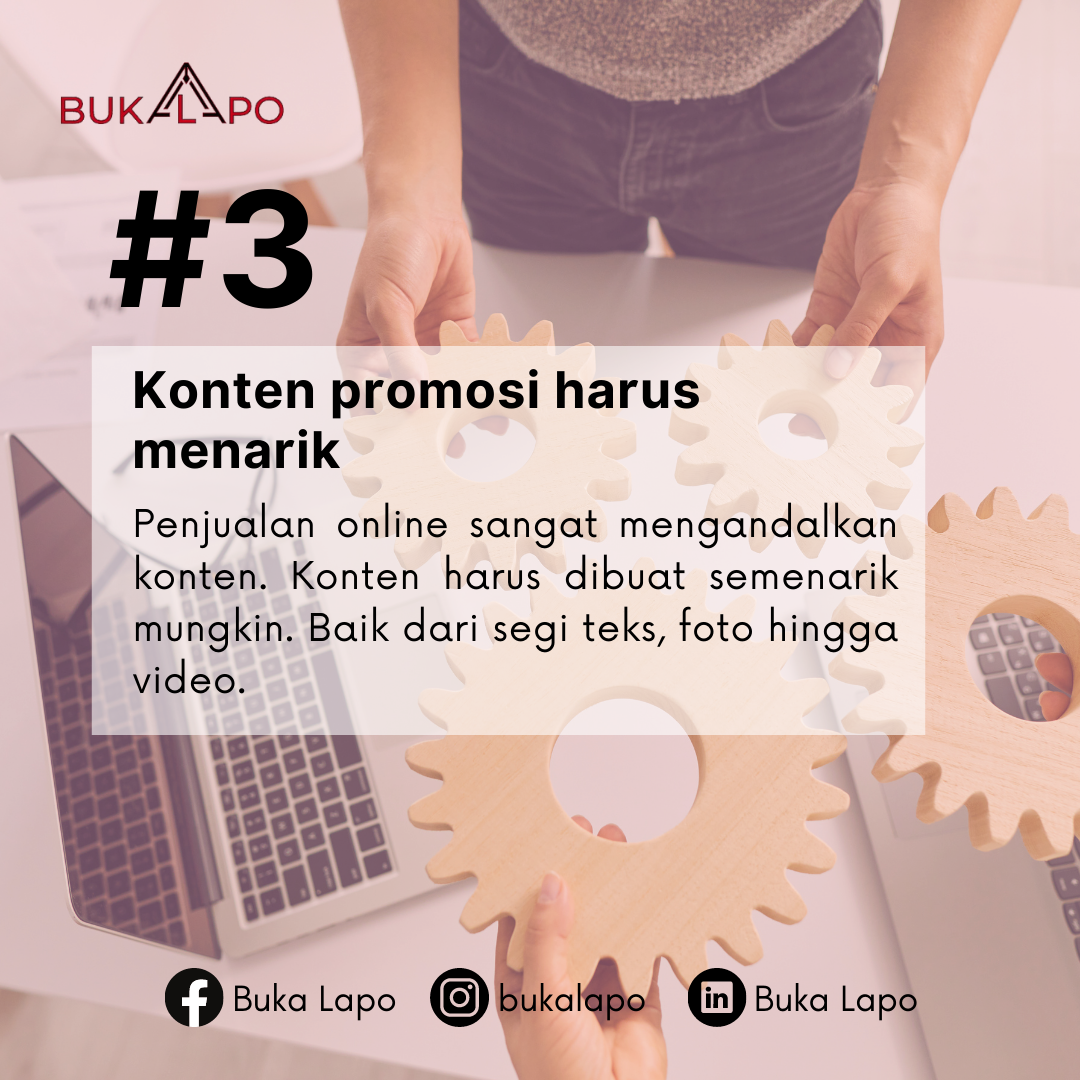 BUKALAPO
#3
Konten promosi harus
menarik
Penjualan online sangat mengandalkan
konten. Konten harus dibuat semenarik
mungkin. Baik dari segi teks, foto hingga
video.
Buka Lapo
bukalapo
Buka Lapo